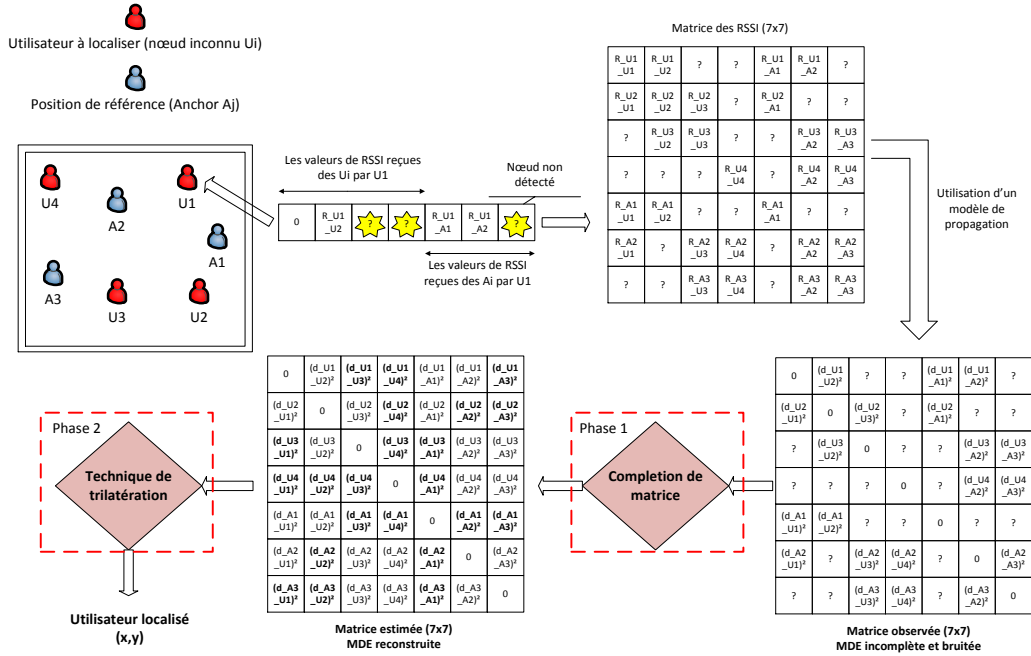 Utilisateur à localiser (nœud inconnu Ui)
Position de référence (Anchor Aj)
U4
U1
A2
A1
A3
U3
U2
Les valeurs de RSSI reçues
des Ui par U1
Nœud non
détecté
0 R_U1 _U2 ? ? R_U1 _A1 R_U1 _A2 ?
Les valeurs de RSSI
reçues des Ai par U1
Matrice des RSSI (7x7)
R_U1 _U1 R_U1 _U2 ? ? R_U1 _A1 R_U1 _A2 ?
R_U2 _U1 R_U2 _U2 R_U2 _U3 ? R_U2 _A1 ? ?
? R_U3 _U2 R_U3 _U3 ? ? R_U3 _A2 R_U3 _A3
? ? ? R_U4 _U4 ? R_U4 _A2 R_U4 _A3
R_A1 _U1 R_A1 _U2 ? ? R_A1 _A1 ? ?
R_A2 _U1 ? R_A2 _U3 R_A2 _U4 ? R_A2 _A2 R_A2 _A3
? ? R_A3 _U3 R_A3 _U4 ? R_A3 _A2 R_A3 _A3
Utilisation d'un
modèle de
propagation
0 (d_U1 _U2)² ? ? (d_U1 _A1)² (d_U1 _A2)² ?
(d_U2 _U1)² 0 (d_U2 _U3)² ? (d_U2 _A1)² ? ?
? (d_U3 _U2)² 0 ? ? (d_U3 _A2)² (d_U3 _A3)²
? ? ? 0 ? (d_U4 _A2)² (d_U4 _A3)²
(d_A1 _U1)² (d_A1 _U2)² ? ? 0 ? ?
(d_A2 _U1)² ? (d_A2 _U3)² (d_A2 _U4)² ? 0 (d_A2 _A3)²
? ? (d_A3 _U3)² (d_A3 _U4)² ? (d_A3 _A2)² 0
Matrice observée (7x7)
MDE incomplète et bruitée
Phase 1
Completion de
matrice
0 (d_U1 _U2)² (d_U1 _U3)² (d_U1 _U4)² (d_U1 _A1)² (d_U1 _A2)² (d_U1 _A3)²
(d_U2 _U1)² 0 (d_U2 _U3)² (d_U2 _U4)² (d_U2 _A1)² (d_U2 _A2)² (d_U2 _A3)²
(d_U3 _U1)² (d_U3 _U2)² 0 (d_U3 _U4)² (d_U3 _A1)² (d_U3 _A2)² (d_U3 _A3)²
(d_U4 _U1)² (d_U4 _U2)² (d_U4 _U3)² 0 (d_U4 _A1)² (d_U4 _A2)² (d_U4 _A3)²
(d_A1 _U1)² (d_A1 _U2)² (d_A1 _U3)² (d_A1 _U4)² 0 (d_A1 _A2)² (d_A1 _A3)²
(d_A2 _U1)² (d_A2 _U2)² (d_A2 _U3)² (d_A2 _U4)² (d_A2 _A1)² 0 (d_A2 _A3)²
(d_A3 _U1)² (d_A3 _U2)² (d_A3 _U3)² (d_A3 _U4)² (d_A3 _A1)² (d_A3 _A2)² 0
Matrice estimée (7x7)
MDE reconstruite
Phase 2
Technique de
trilatération
Utilisateur localisé
(x,y)